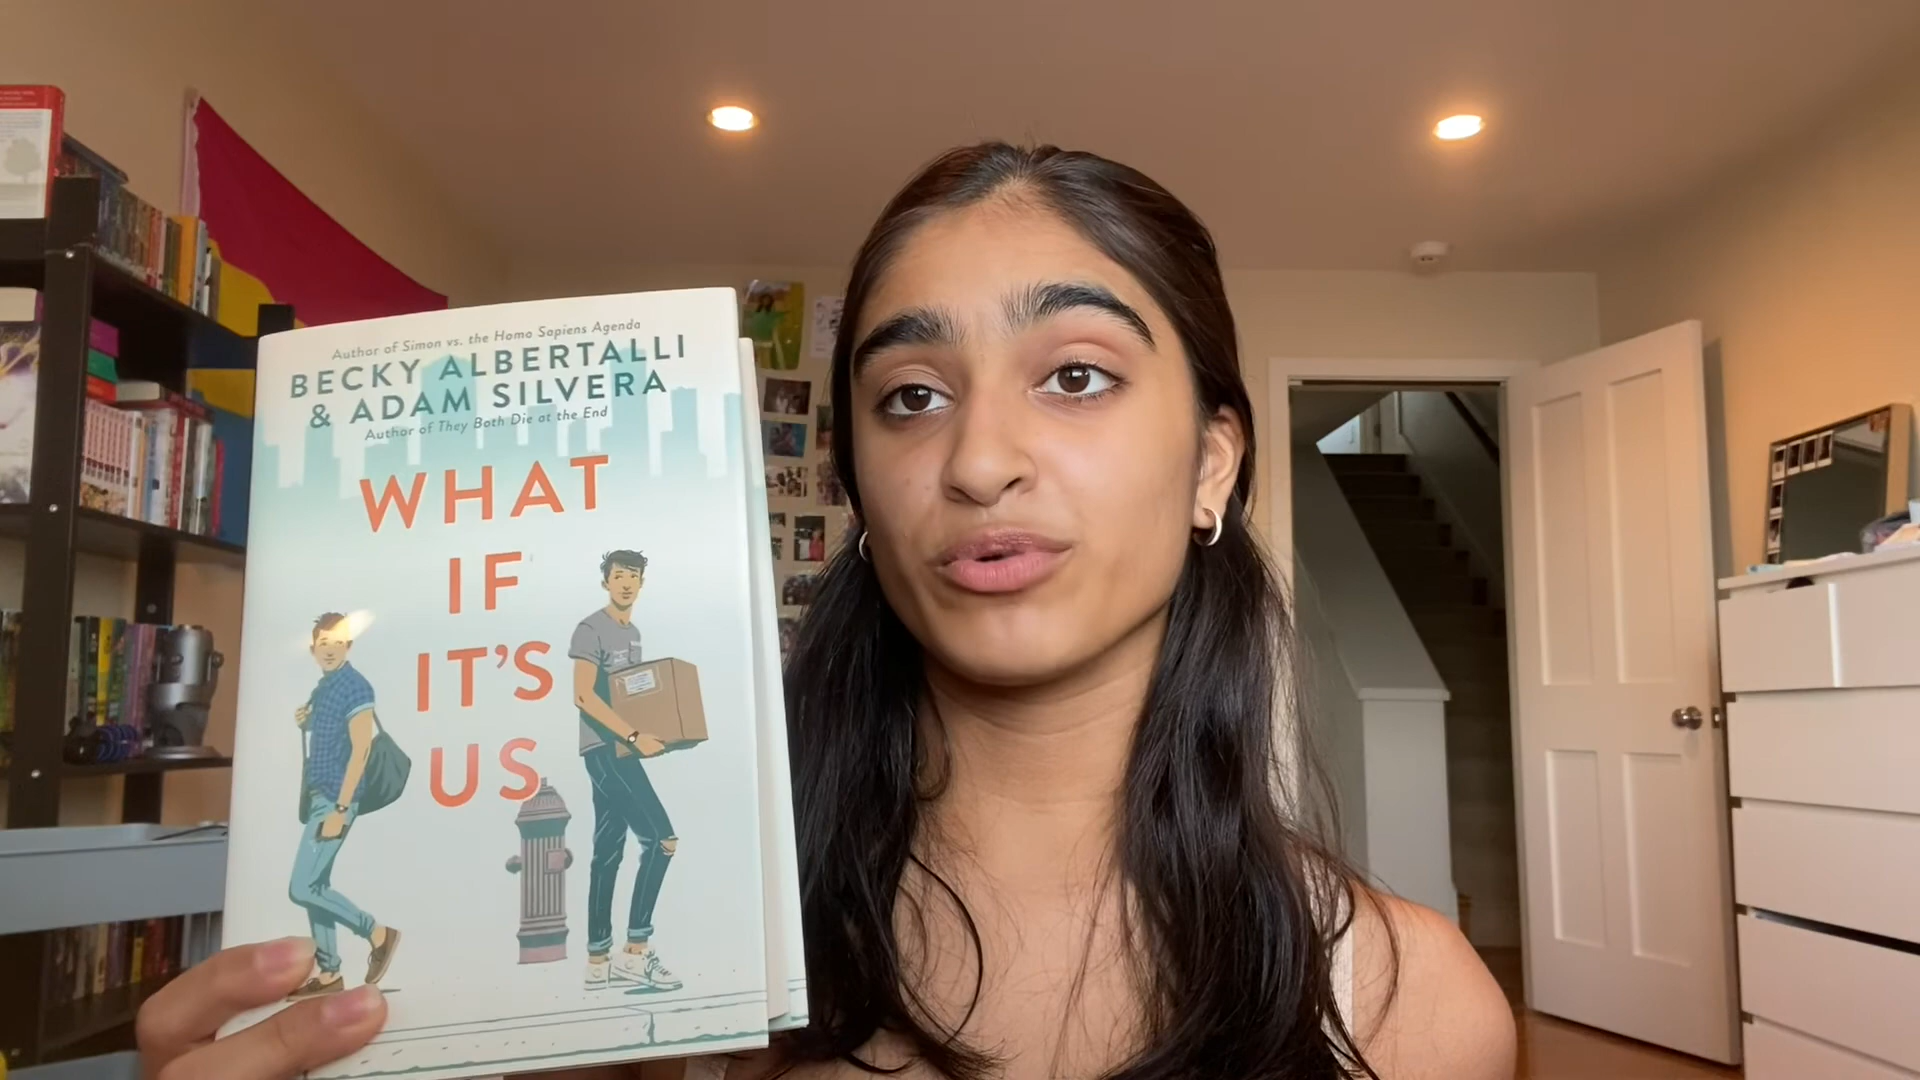 Author of Simon vs. the Homo Sapiens Agenda
BECKY ALBERTALLI
& ADAM SILVERA
Author of They Both Die at the End
WHAT
IF
IT'S
US